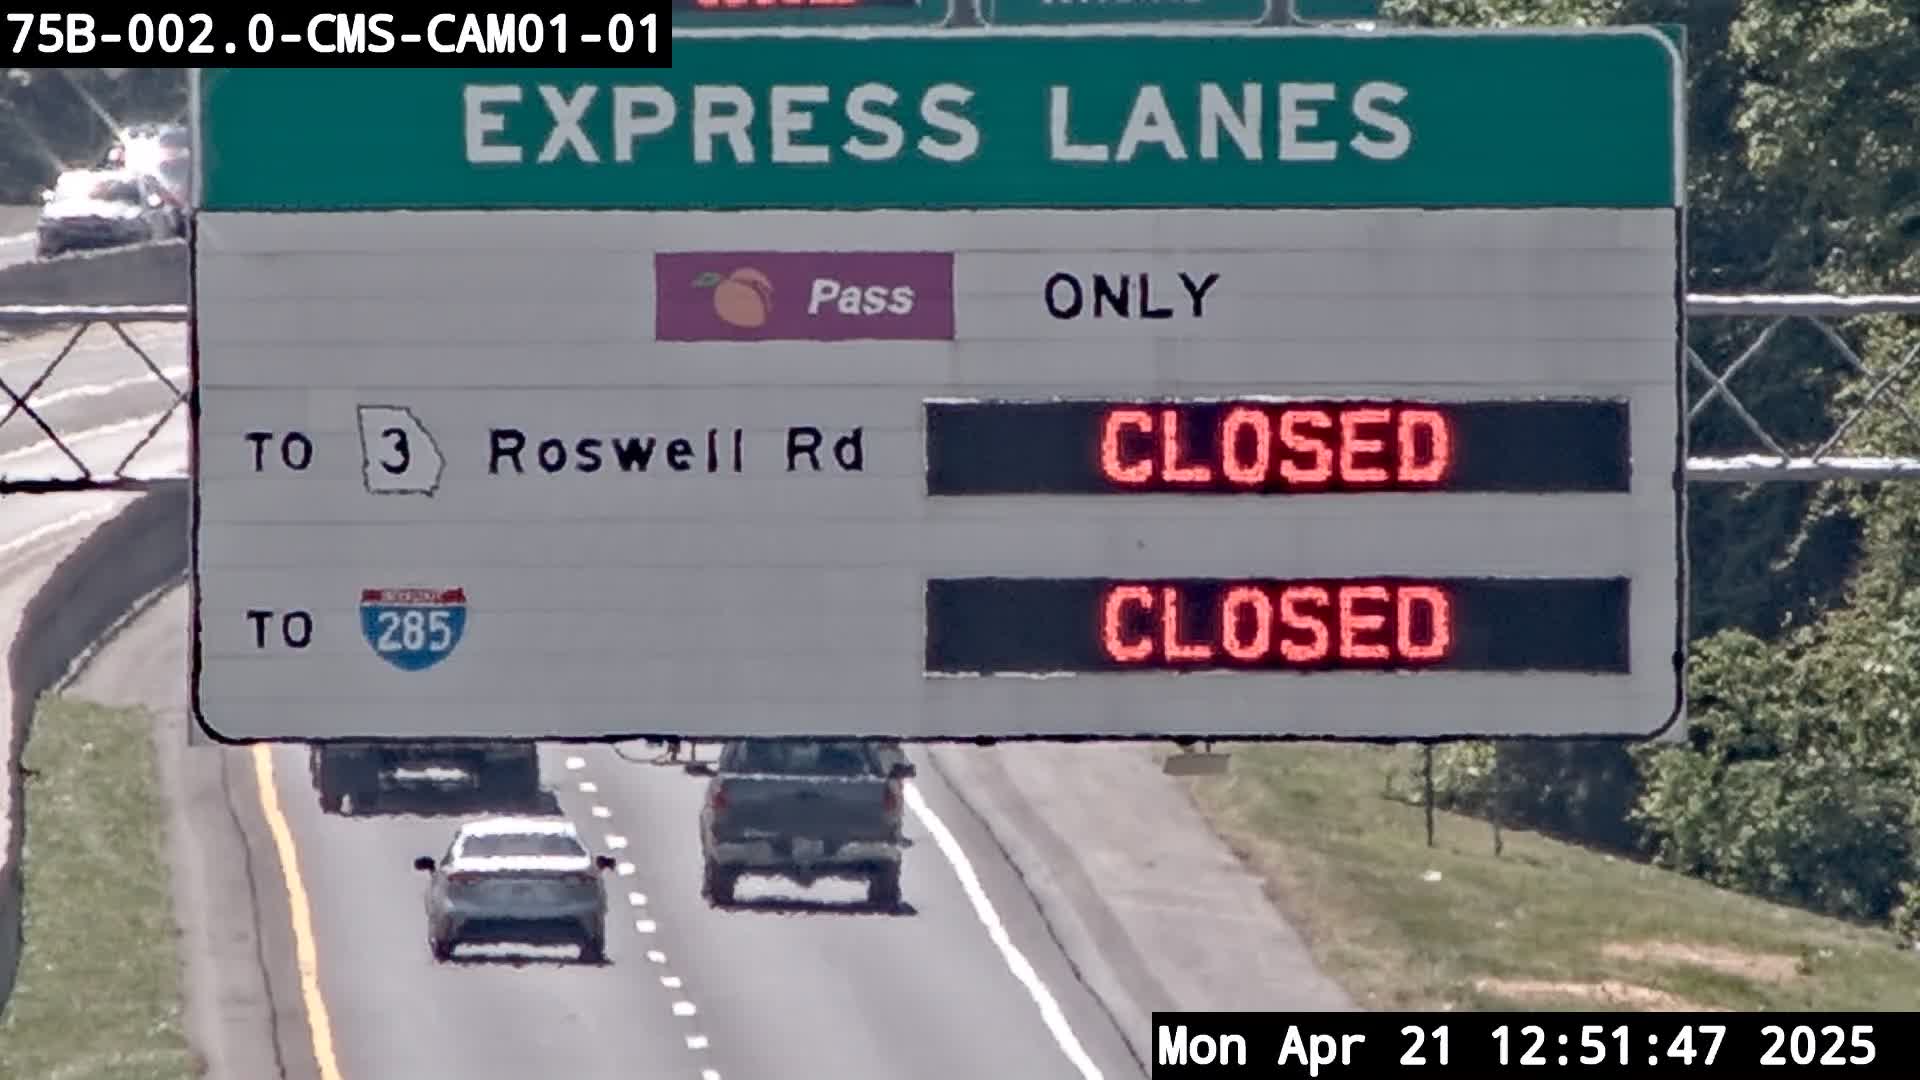 75B-002.0-CMS-CAM01-01
EXPRESS LANES
Pass ONLY
TO 3 Roswell Rd CLOSED
TO 285 CLOSED
Mon Apr 21 12:51:47 2025